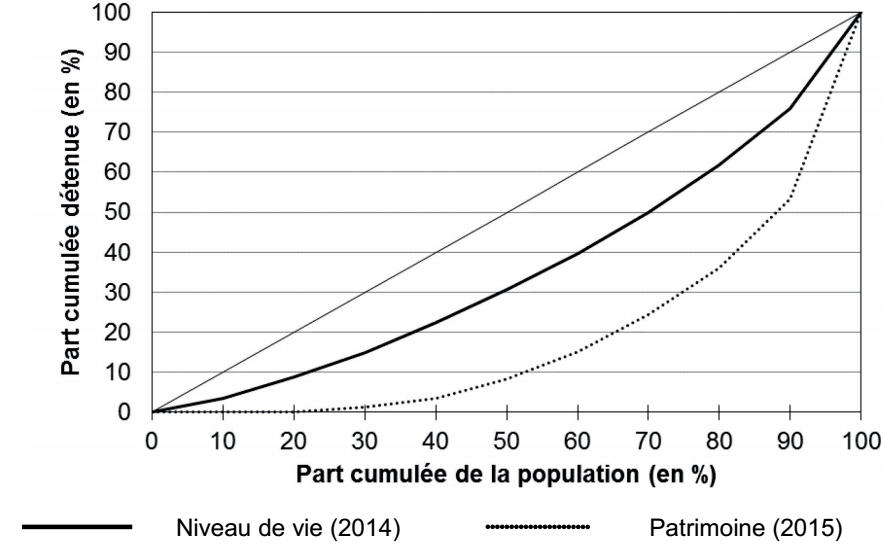 100
90
80
70
60
50
40
30
20
10
0
Part cumulée détenue (en %)
0 10 20 30 40 50 60 70 80 90 100
Part cumulée de la population (en %)
Niveau de vie (2014) Patrimoine (2015)